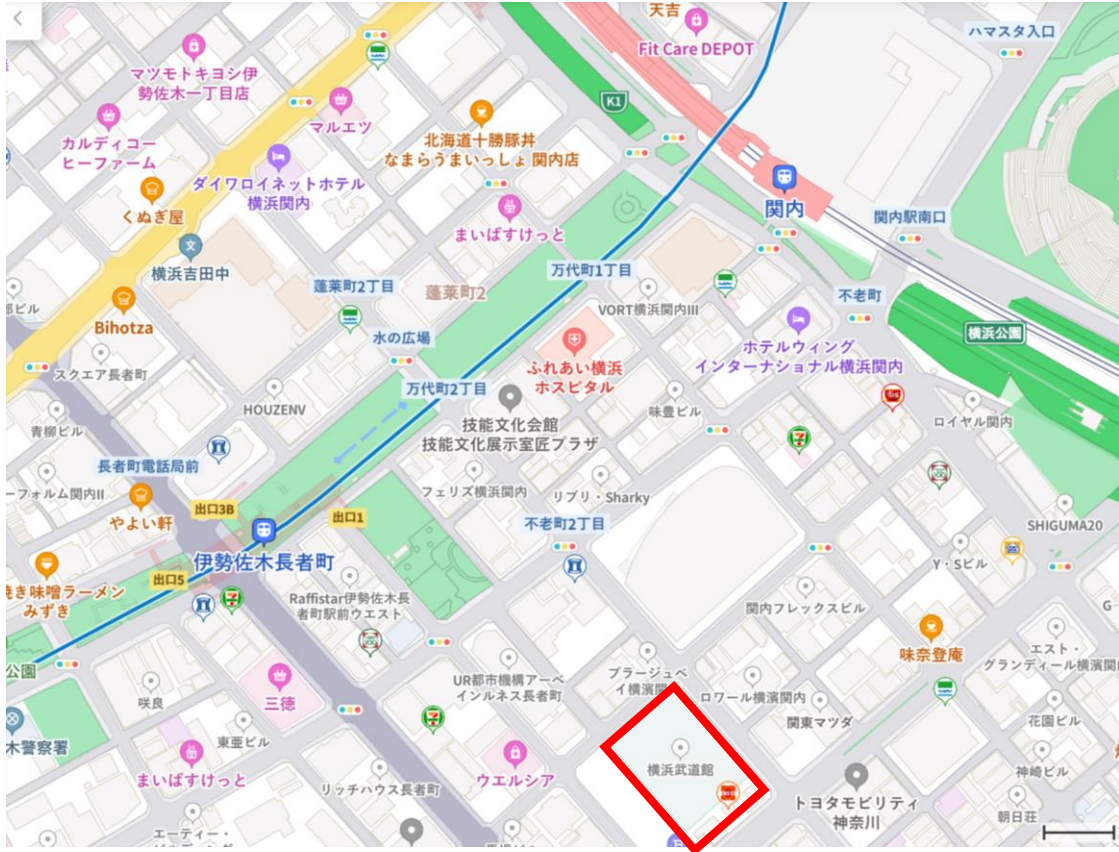 天吉
Fit Care DEPOT
ハマスタ入口
マツモトキヨシ伊
勢佐木一丁目店
K1
マルエツ
カルディコー
ヒーファーム
北海道十勝豚丼
なまらうまいっしょ 関内店
ダイワロイネットホテル
横浜関内
関内
くぬぎ屋
関内駅南口
まいばすけっと
横浜吉田中
万代町1丁目
蓬莱町2丁目
蓬莱町2
不老町
VORT横浜関内III
Bihotza
水の広場
横浜公園
ホテルウィング
インターナショナル横浜関内
ふれあい横浜
ホスピタル
スクエア長者町
万代町2丁目
HOUZENV
味豊ビル
技能文化会館
技能文化展示室匠プラザ
ロイヤル関内
青柳ビル
長者町電話局前
フェリズ横浜関内
リブリ・Sharky
ーフォルム関内II
出口3B
出口1
やよい軒
不老町2丁目
SHIGUMA20
伊勢佐木長者町
Y・Sビル
出口5
き味噌ラーメン
みずき
Raffistar伊勢佐木長
者町駅前ウエスト
関内フレックスビル
味奈登庵
エスト・
グランディール横濱関
公園
UR都市機構アーベ
インルネス長者町
プラージュベ
イ横濱関
ロワール横濱関内
咲良
三徳
関東マツダ
花園ビル
木警察署
東亜ビル
横浜武道館
まいばすけっと
ウエルシア
神崎ビル
リッチハウス長者町
トヨタモビリティ
神奈川
朝日荘
エーティー・